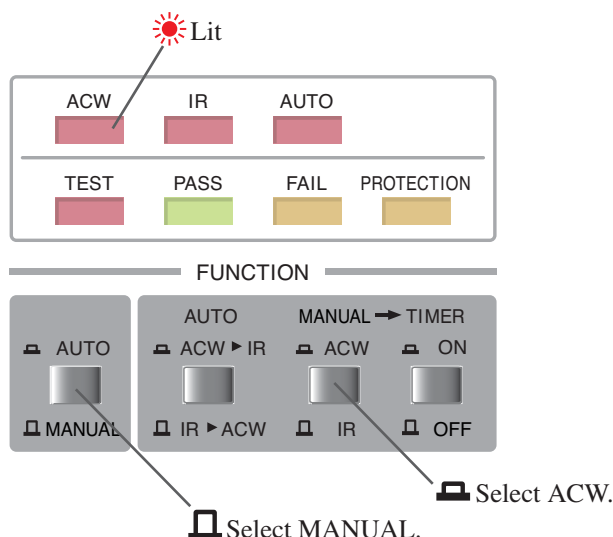 Lit
ACW IR AUTO
TEST PASS FAIL PROTECTION
FUNCTION
AUTO MANUAL TIMER
AUTO ACW IR ACW ON
MANUAL IR ACW IR OFF
Select ACW.
Select MANUAL.